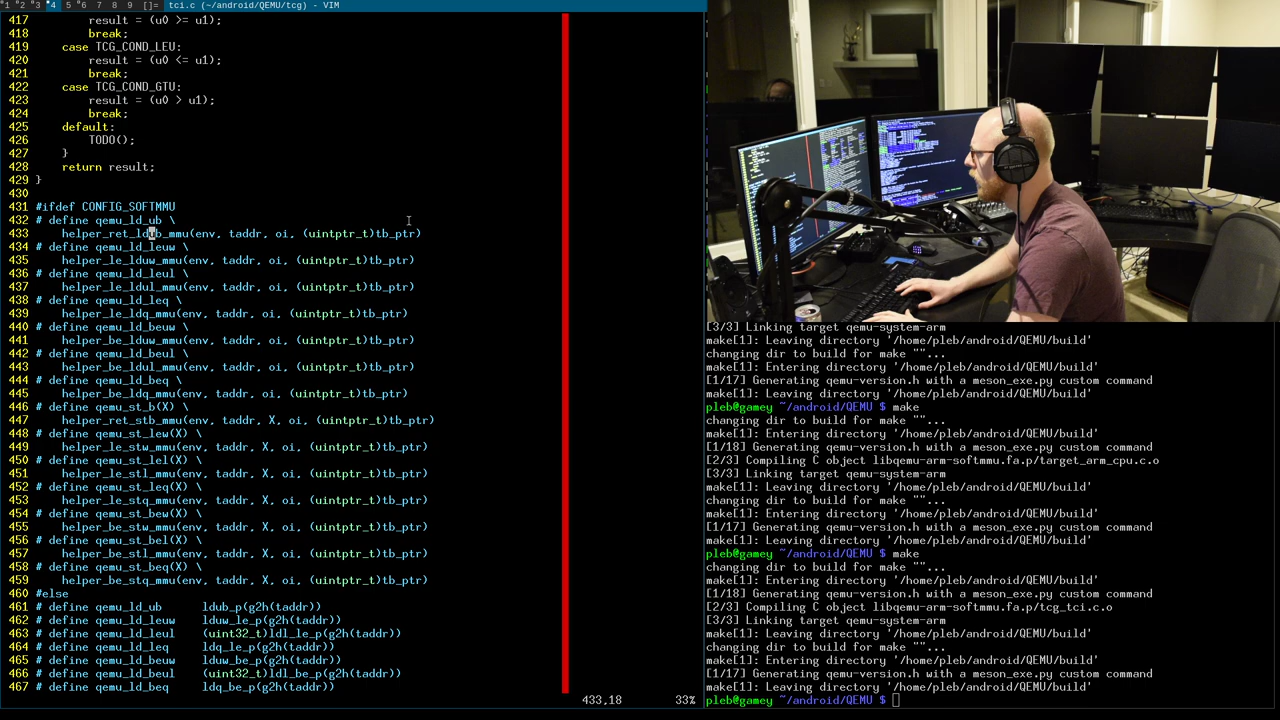 °1 °2 °3 *4 5 °6 7 8 9 []= tci.c (~/android/QEMU/tcg) - VIM
417         result = (u0 >= u1);
418         break;
419     case TCG_COND_LEU:
420         result = (u0 <= u1);
421         break;
422     case TCG_COND_GTU:
423         result = (u0 > u1);
424         break;
425     default:
426         TODO();
427     }
428     return result;
429 }
430
431 #ifdef CONFIG_SOFTMMU
432 # define qemu_ld_ub \
433     helper_ret_ldub_mmu(env, taddr, oi, (uintptr_t)tb_ptr)
434 # define qemu_ld_leuw \
435     helper_le_lduw_mmu(env, taddr, oi, (uintptr_t)tb_ptr)
436 # define qemu_ld_leul \
437     helper_le_ldul_mmu(env, taddr, oi, (uintptr_t)tb_ptr)
438 # define qemu_ld_leq \
439     helper_le_ldq_mmu(env, taddr, oi, (uintptr_t)tb_ptr)
440 # define qemu_ld_beuw \
441     helper_be_lduw_mmu(env, taddr, oi, (uintptr_t)tb_ptr)
442 # define qemu_ld_beul \
443     helper_be_ldul_mmu(env, taddr, oi, (uintptr_t)tb_ptr)
444 # define qemu_ld_beq \
445     helper_be_ldq_mmu(env, taddr, oi, (uintptr_t)tb_ptr)
446 # define qemu_st_b(X) \
447     helper_ret_stb_mmu(env, taddr, X, oi, (uintptr_t)tb_ptr)
448 # define qemu_st_lew(X) \
449     helper_le_stw_mmu(env, taddr, X, oi, (uintptr_t)tb_ptr)
450 # define qemu_st_lel(X) \
451     helper_le_stl_mmu(env, taddr, X, oi, (uintptr_t)tb_ptr)
452 # define qemu_st_leq(X) \
453     helper_le_stq_mmu(env, taddr, X, oi, (uintptr_t)tb_ptr)
454 # define qemu_st_bew(X) \
455     helper_be_stw_mmu(env, taddr, X, oi, (uintptr_t)tb_ptr)
456 # define qemu_st_bel(X) \
457     helper_be_stl_mmu(env, taddr, X, oi, (uintptr_t)tb_ptr)
458 # define qemu_st_beq(X) \
459     helper_be_stq_mmu(env, taddr, X, oi, (uintptr_t)tb_ptr)
460 #else
461 # define qemu_ld_ub      ldub_p(g2h(taddr))
462 # define qemu_ld_leuw    lduw_le_p(g2h(taddr))
463 # define qemu_ld_leul    (uint32_t)ldl_le_p(g2h(taddr))
464 # define qemu_ld_leq     ldq_le_p(g2h(taddr))
465 # define qemu_ld_beuw    lduw_be_p(g2h(taddr))
466 # define qemu_ld_beul    (uint32_t)ldl_be_p(g2h(taddr))
467 # define qemu_ld_beq     ldq_be_p(g2h(taddr))
433,18 33%
[3/3] Linking target qemu-system-arm
make[1]: Leaving directory '/home/pleb/android/QEMU/build'
changing dir to build for make ""...
make[1]: Entering directory '/home/pleb/android/QEMU/build'
[1/17] Generating qemu-version.h with a meson_exe.py custom command
make[1]: Leaving directory '/home/pleb/android/QEMU/build'
pleb@gamey ~/android/QEMU $ make
changing dir to build for make ""...
make[1]: Entering directory '/home/pleb/android/QEMU/build'
[1/18] Generating qemu-version.h with a meson_exe.py custom command
[2/3] Compiling C object libqemu-arm-softmmu.fa.p/target_arm_cpu.c.o
[3/3] Linking target qemu-system-arm
make[1]: Leaving directory '/home/pleb/android/QEMU/build'
changing dir to build for make ""...
make[1]: Entering directory '/home/pleb/android/QEMU/build'
[1/17] Generating qemu-version.h with a meson_exe.py custom command
make[1]: Leaving directory '/home/pleb/android/QEMU/build'
pleb@gamey ~/android/QEMU $ make
changing dir to build for make ""...
make[1]: Entering directory '/home/pleb/android/QEMU/build'
[1/18] Generating qemu-version.h with a meson_exe.py custom command
[2/3] Compiling C object libqemu-arm-softmmu.fa.p/tcg_tci.c.o
[3/3] Linking target qemu-system-arm
make[1]: Leaving directory '/home/pleb/android/QEMU/build'
changing dir to build for make ""...
make[1]: Entering directory '/home/pleb/android/QEMU/build'
[1/17] Generating qemu-version.h with a meson_exe.py custom command
make[1]: Leaving directory '/home/pleb/android/QEMU/build'
pleb@gamey ~/android/QEMU $